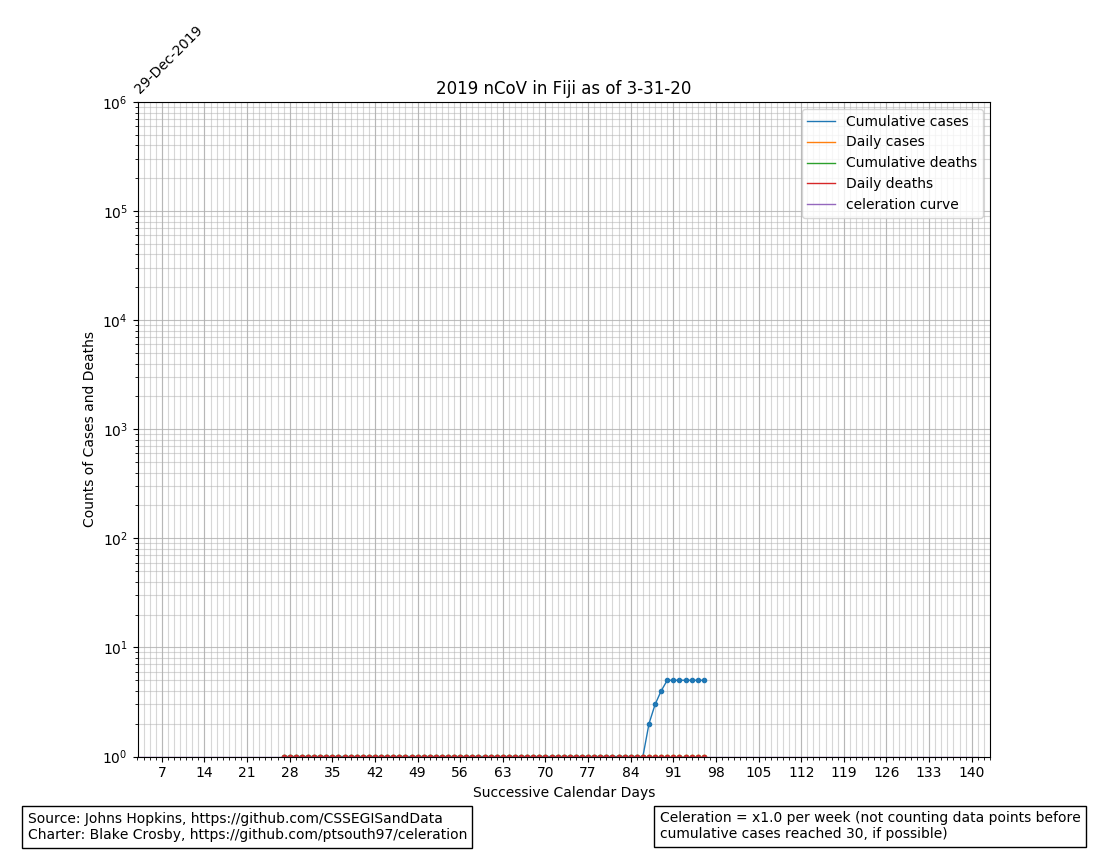 29-Dec-2019
2019 nCoV in Fiji as of 3-31-20
10^6
10^5
10^4
10^3
10^2
10^1
10^0
Counts of Cases and Deaths
Cumulative cases
Daily cases
Cumulative deaths
Daily deaths
celeration curve
7 14 21 28 35 42 49 56 63 70 77 84 91 98 105 112 119 126 133 140
Successive Calendar Days
Source: Johns Hopkins, https://github.com/CSSEGISandData
Charter: Blake Crosby, https://github.com/ptsouth97/celeration
Celeration = x1.0 per week (not counting data points before
cumulative cases reached 30, if possible)